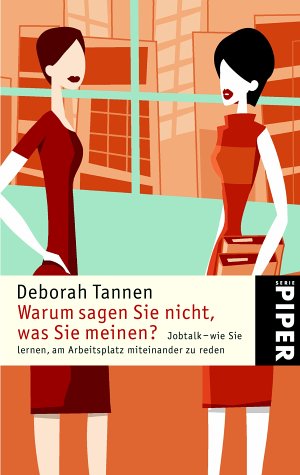 Deborah Tannen
Warum sagen Sie nicht,
was Sie meinen? Jobtalk – wie Sie
lernen, am Arbeitsplatz miteinander zu reden
SERIE
PIPER